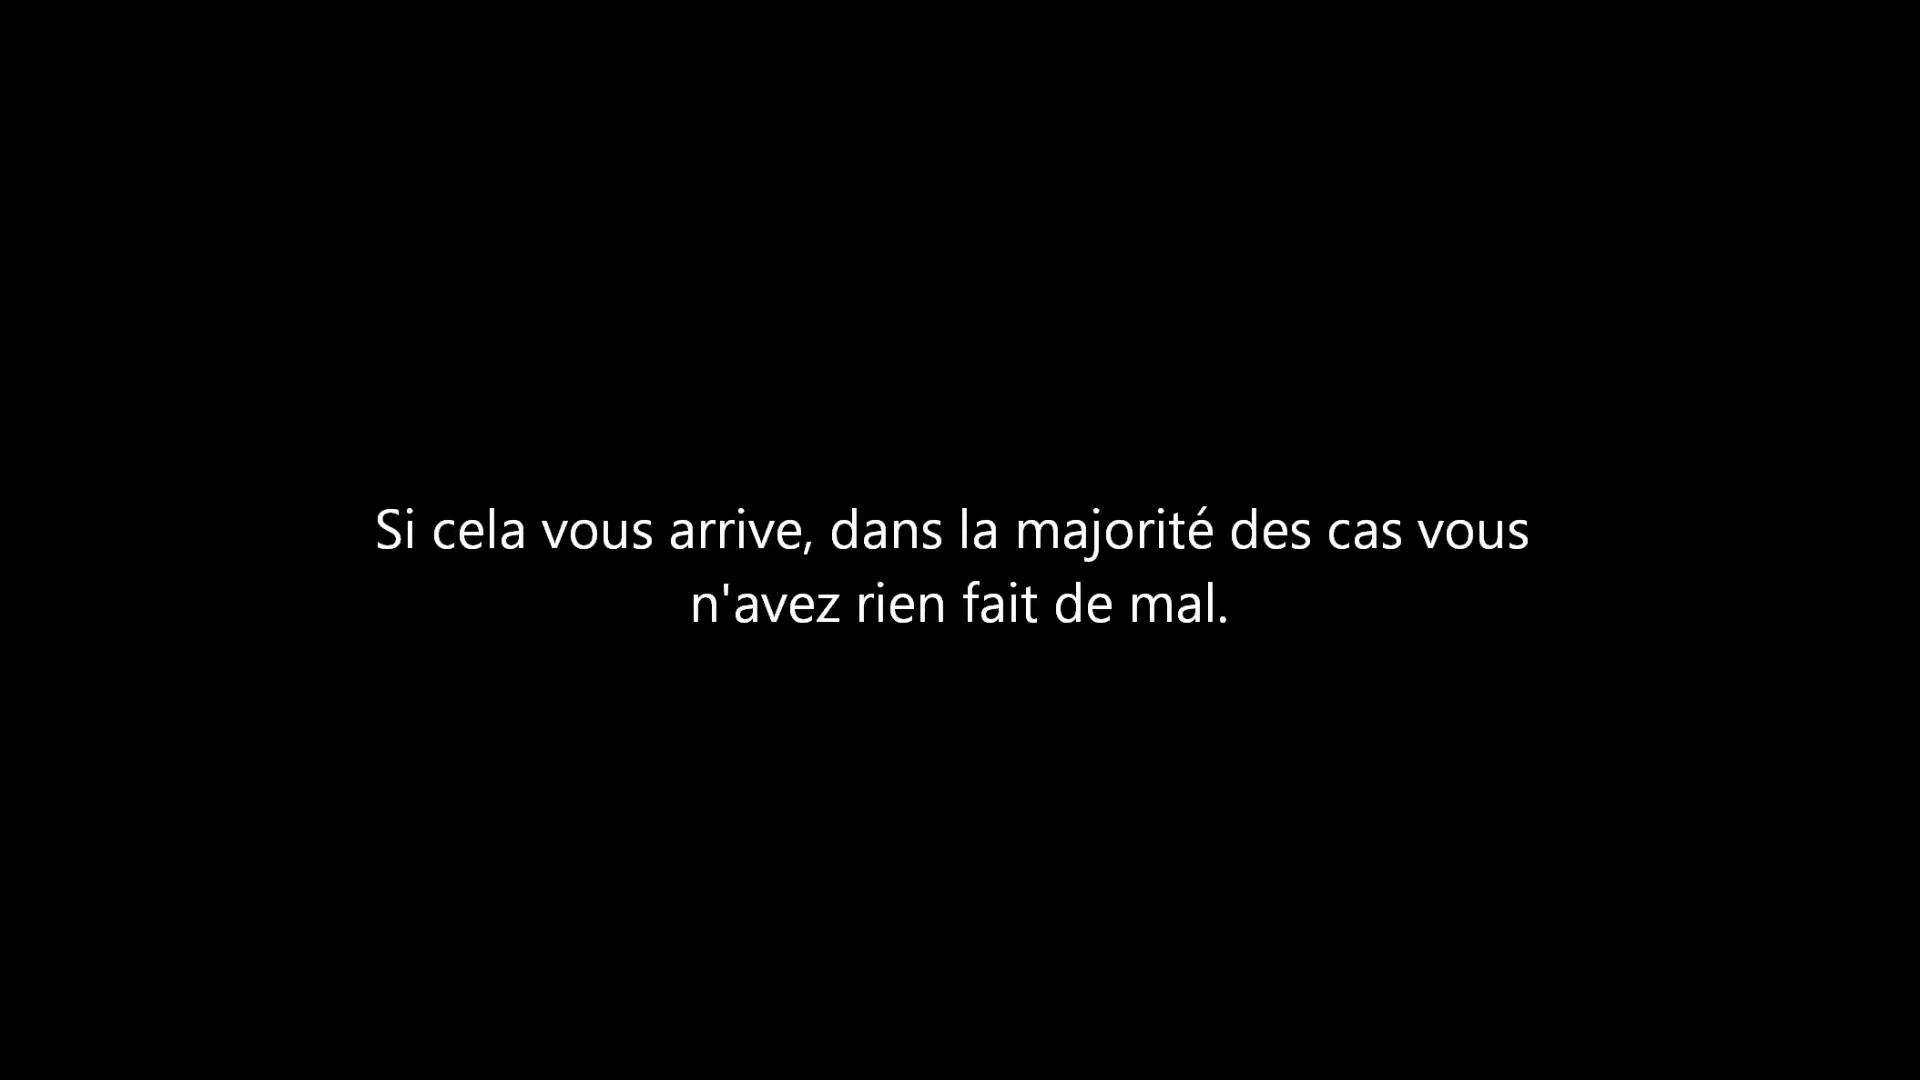 Si cela vous arrive, dans la majorité des cas vous
n'avez rien fait de mal.